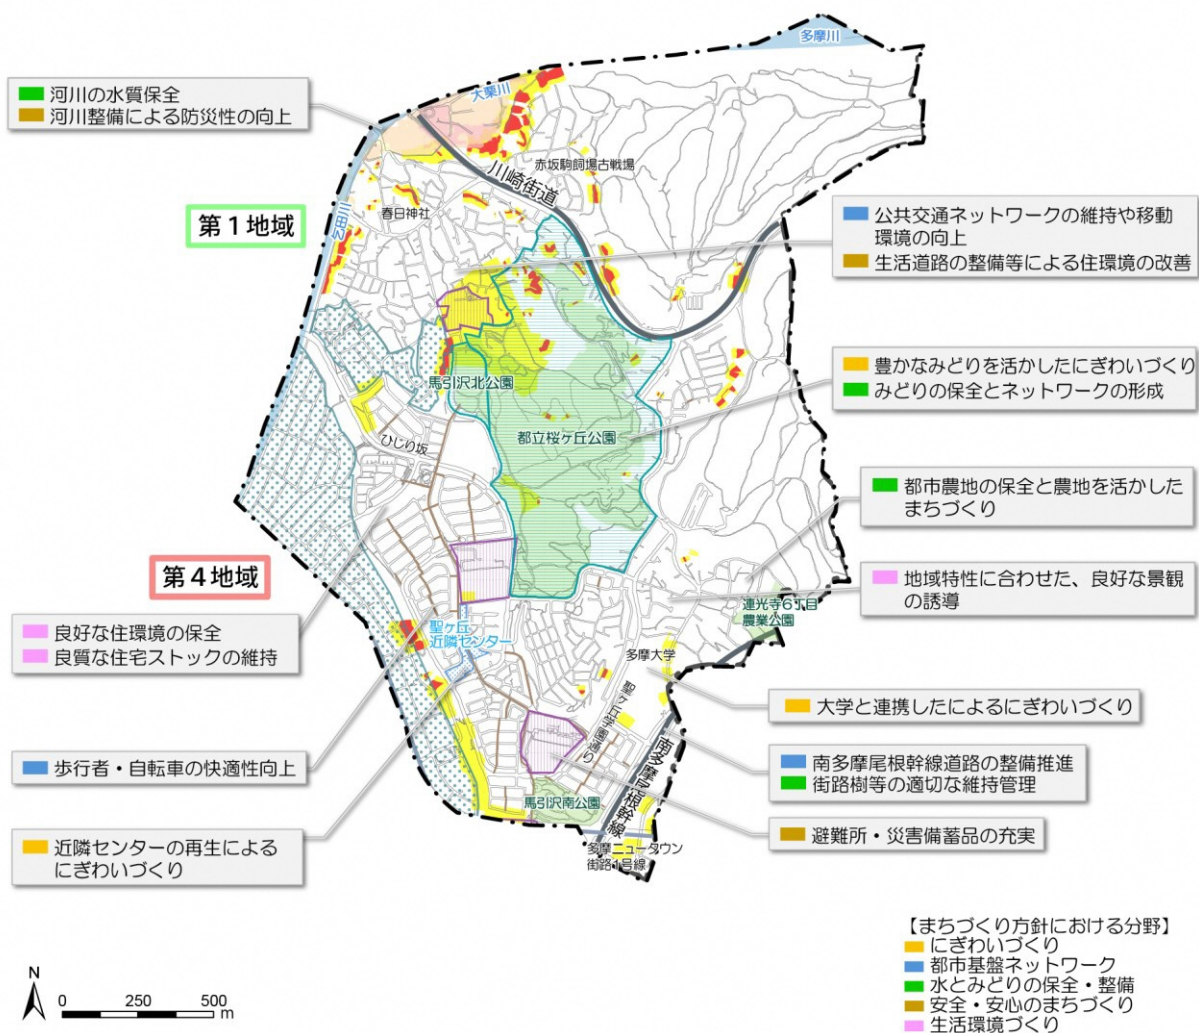 多摩川
大栗川
河川の水質保全
河川整備による防災性の向上
赤坂駒飼場古戦場
川崎街道
春日神社
乞田川
第1地域
公共交通ネットワークの維持や移動
環境の向上
生活道路の整備等による住環境の改善
豊かなみどりを活かしたにぎわいづくり
みどりの保全とネットワークの形成
馬引沢北公園
都立桜ヶ丘公園
ひじり坂
都市農地の保全と農地を活かした
まちづくり
第4地域
地域特性に合わせた、良好な景観
の誘導
連光寺6丁目
農業公園
良好な住環境の保全
良質な住宅ストックの維持
聖ヶ丘
近隣センター
多摩大学
聖ヶ丘学園通り
大学と連携したによるにぎわいづくり
南多摩尾根幹線
歩行者・自転車の快適性向上
南多摩尾根幹線道路の整備推進
街路樹等の適切な維持管理
馬引沢南公園
避難所・災害備蓄品の充実
近隣センターの再生による
にぎわいづくり
多摩ニュータウン
街路1号線
【まちづくり方針における分野】
にぎわいづくり
都市基盤ネットワーク
水とみどりの保全・整備
安全・安心のまちづくり
生活環境づくり
N
0 250 500
m